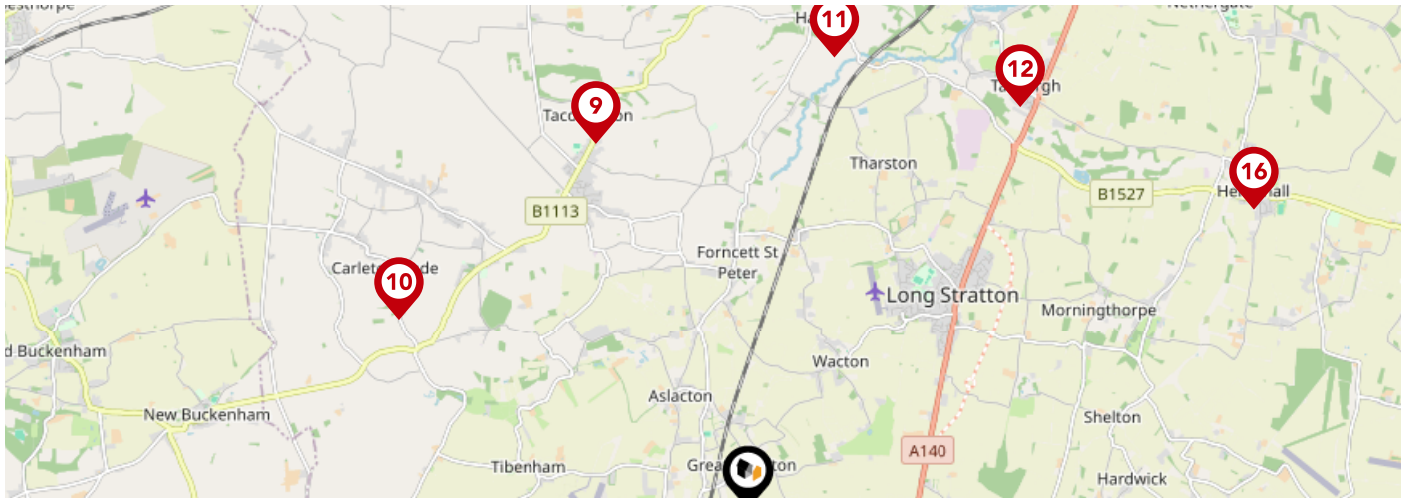 11
12
9
Tharston
16
B1527
B1113
Forncett St
Peter
10
Long Stratton
Morningthorpe
d Buckenham
Wacton
Aslacton
New Buckenham
Shelton
A140
Tibenham
Hardwick